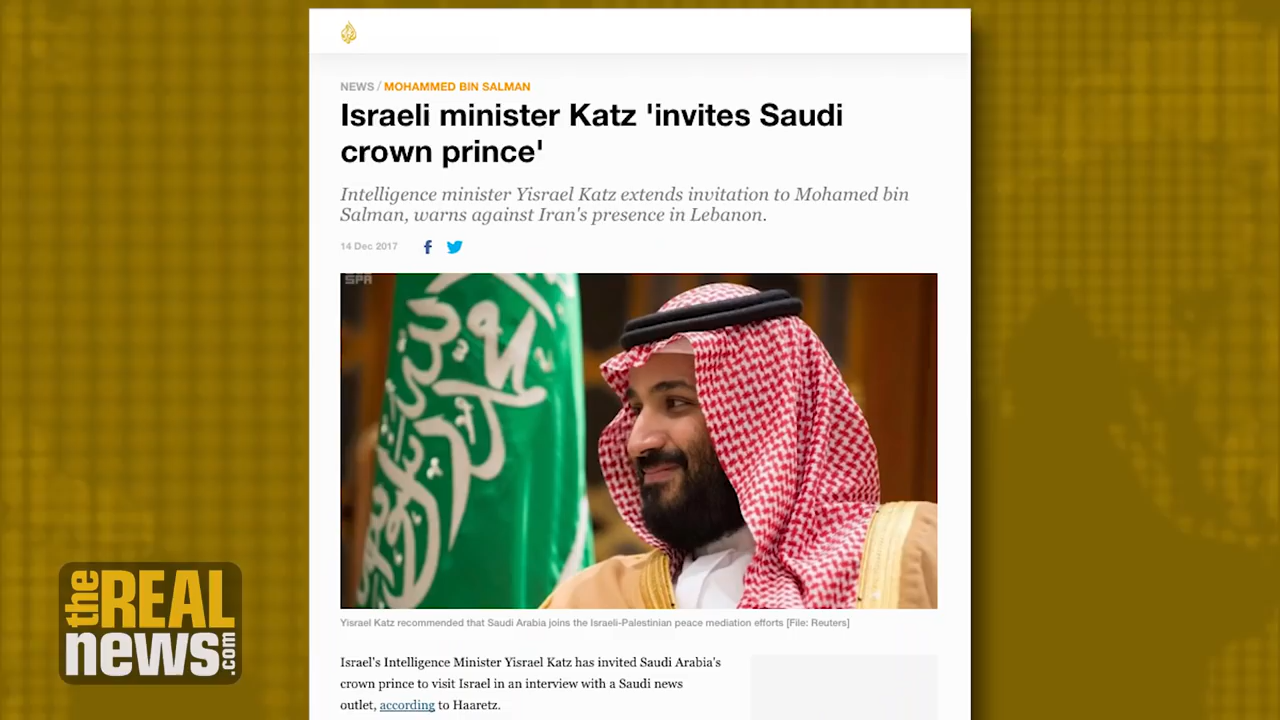 NEWS / MOHAMMED BIN SALMAN
Israeli minister Katz 'invites Saudi
crown prince'
Intelligence minister Yisrael Katz extends invitation to Mohamed bin
Salman, warns against Iran's presence in Lebanon.
14 Dec 2017
SPA
Yisrael Katz recommended that Saudi Arabia joins the Israeli-Palestinian peace mediation efforts [File: Reuters]
Israel's Intelligence Minister Yisrael Katz has invited Saudi Arabia's
crown prince to visit Israel in an interview with a Saudi news
outlet, according to Haaretz.
the REAL
news.com